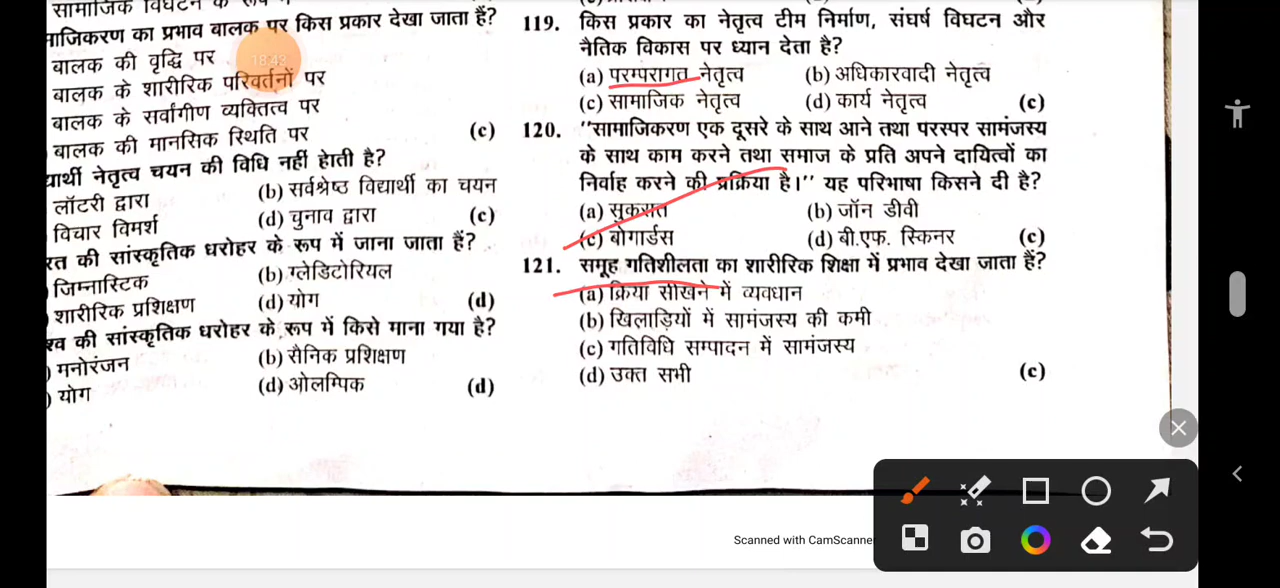 माजिकरण का प्रभाव बालक पर किस प्रकार देखा जाता हैं?
बालक की वृद्धि पर
बालक के शारीरिक परिवर्तनों पर
बालक के सर्वांगीण व्यक्तित्व पर
बालक की मानसिक स्थिति पर (c)
यार्थी नेतृत्व चयन की विधि नहीं होती है?
लॉटरी द्वारा (b) सर्वश्रेष्ठ विद्यार्थी का चयन
विचार विमर्श (d) चुनाव द्वारा (c)
रत की सांस्कृतिक धरोहर के रूप में जाना जाता हैं?
जिम्नास्टिक (b) ग्लेडिटोरियल
शारीरिक प्रशिक्षण (d) योग (d)
श्व की सांस्कृतिक धरोहर के रूप में किसे माना गया है?
) मनोरंजन (b) सैनिक प्रशिक्षण
) योग (d) ओलम्पिक (d)
119. किस प्रकार का नेतृत्व टीम निर्माण, संघर्ष विघटन और
नैतिक विकास पर ध्यान देता है?
(a) परम्परागत नेतृत्व (b) अधिकारवादी नेतृत्व
(c) सामाजिक नेतृत्व (d) कार्य नेतृत्व (c)
120. ''सामाजिकरण एक दूसरे के साथ आने तथा परस्पर सामंजस्य
के साथ काम करने तथा समाज के प्रति अपने दायित्वों का
निर्वाह करने की प्रक्रिया है।'' यह परिभाषा किसने दी है?
(a) सुकरात (b) जॉन डीवी
(c) बोगार्डस (d) बी.एफ. स्किनर (c)
121. समूह गतिशीलता का शारीरिक शिक्षा में प्रभाव देखा जाता हैं?
(a) क्रिया सीखने में व्यवधान
(b) खिलाड़ियों में सामंजस्य की कमी
(c) गतिविधि सम्पादन में सामंजस्य
(d) उक्त सभी (c)
18:43
Scanned with CamScanner